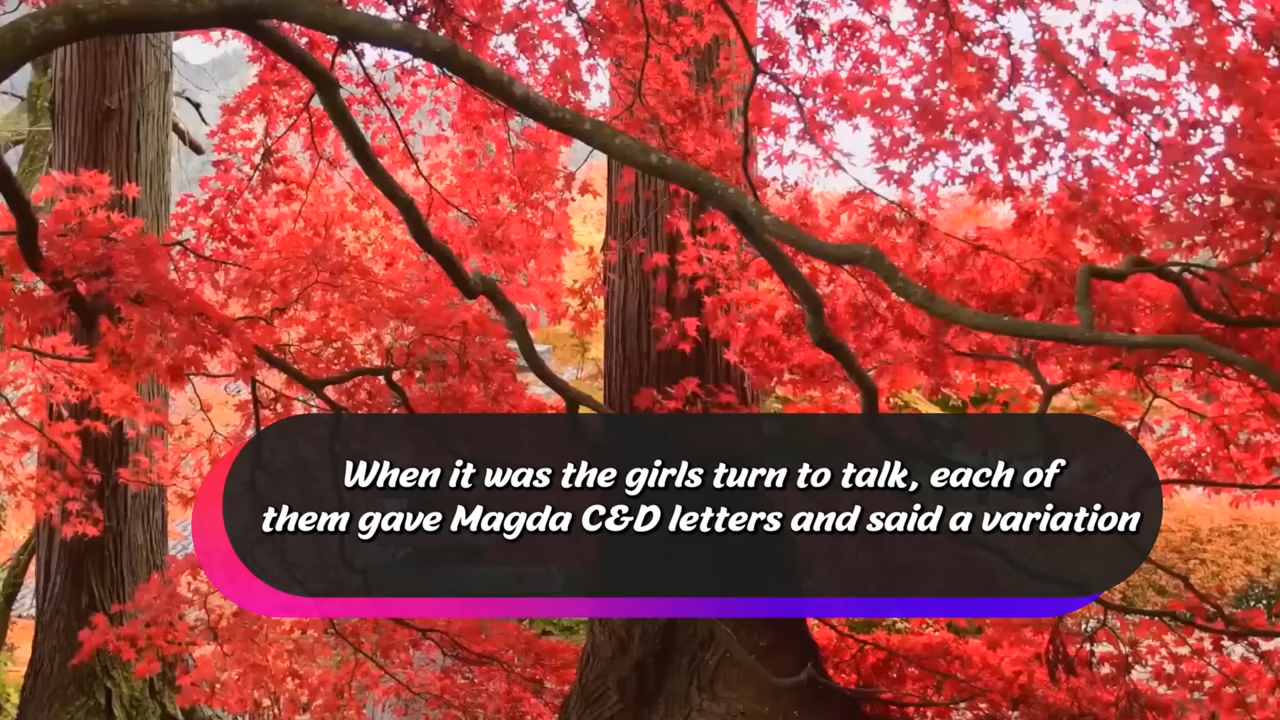 When it was the girls turn to talk, each of
them gave Magda C&D letters and said a variation